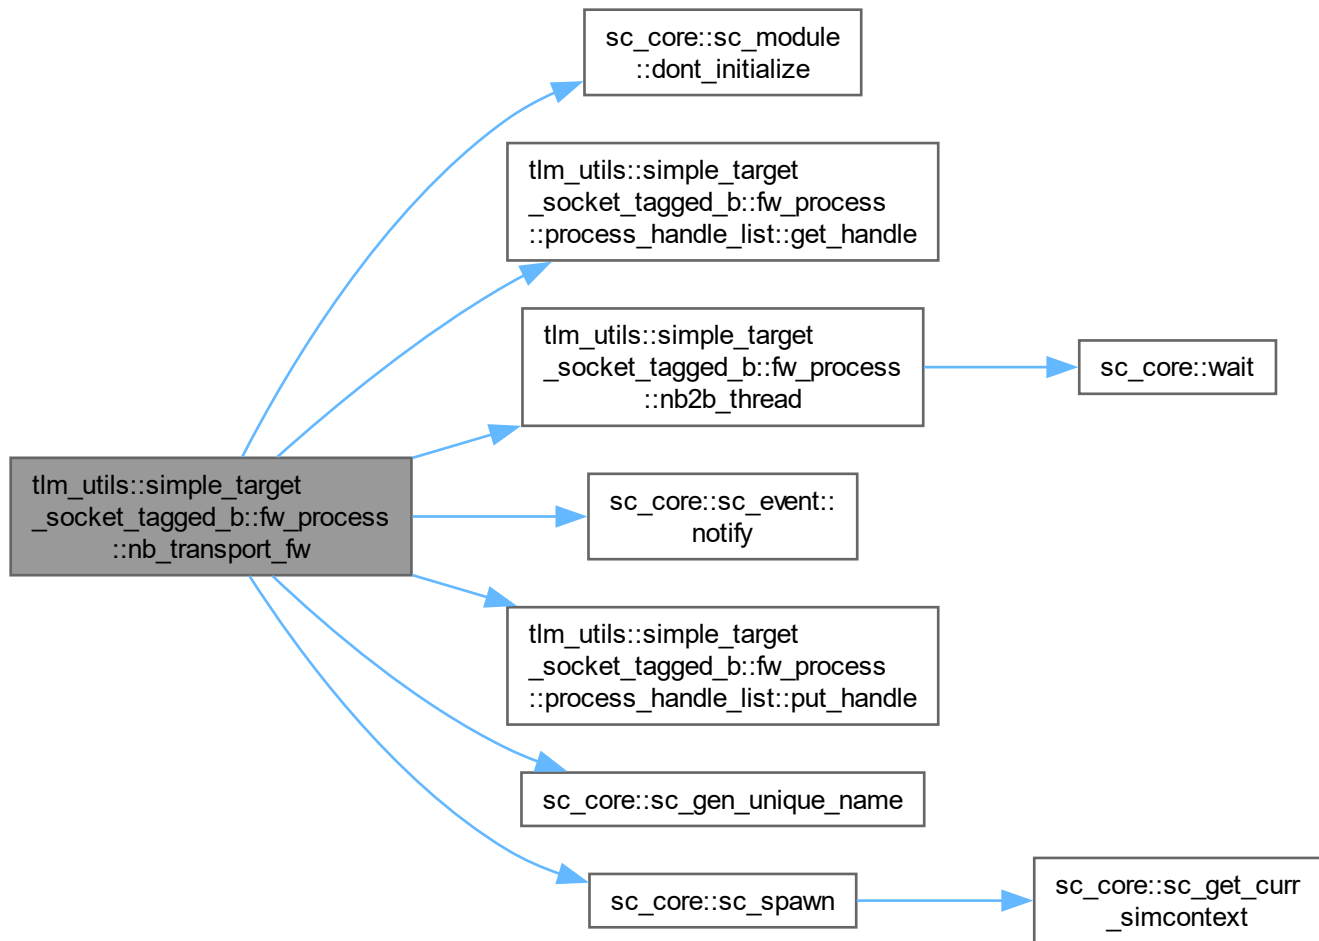 sc_core::sc_module
::dont_initialize
tlm_utils::simple_target
_socket_tagged_b::fw_process
::process_handle_list::get_handle
tlm_utils::simple_target
_socket_tagged_b::fw_process
::nb2b_thread
sc_core::wait
tlm_utils::simple_target
_socket_tagged_b::fw_process
::nb_transport_fw
sc_core::sc_event::
notify
tlm_utils::simple_target
_socket_tagged_b::fw_process
::process_handle_list::put_handle
sc_core::sc_gen_unique_name
sc_core::sc_spawn
sc_core::sc_get_curr
_simcontext